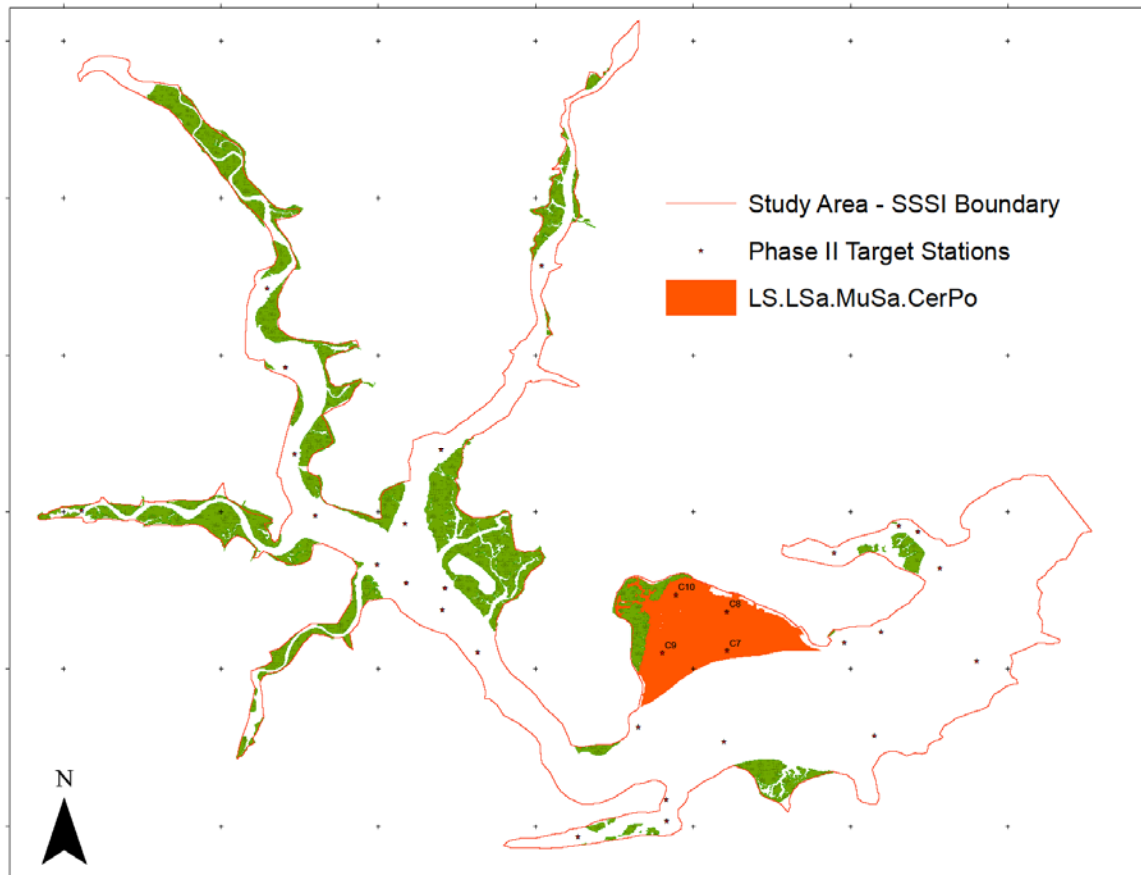 Study Area - SSSI Boundary
Phase II Target Stations
LS.LSa.MuSa.CerPo
C10
C8
C9
C7
N